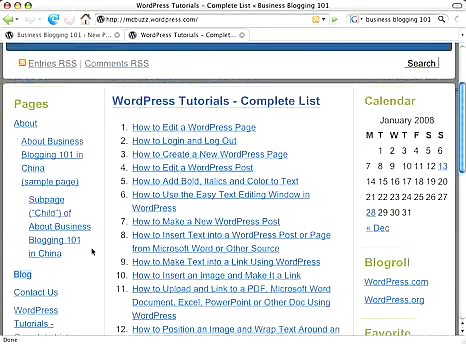 WordPress Tutorials - Complete List « Business Blogging 101
http://mcbuzz.wordpress.com/
business blogging 101
Business Blogging 101 › New P...
WordPress Tutorials - Complet...
Entries RSS | Comments RSS
Search
Pages
About
About Business
Blogging 101 in
China
(sample page)
Subpage
("Child") of
About Business
Blogging 101
in China
Blog
Contact Us
WordPress
Tutorials -
WordPress Tutorials - Complete List
1. How to Edit a WordPress Page
2. How to Login and Log Out
3. How to Create a New WordPress Page
4. How to Edit a WordPress Post
5. How to Add Bold, Italics and Color to Text
6. How to Use the Easy Text Editing Window in
WordPress
7. How to Make a New WordPress Post
8. How to Insert Text into a WordPress Post or Page
from Microsoft Word or Other Source
9. How to Make Text into a Link Using WordPress
10. How to Insert an Image and Make It a Link
11. How to Upload and Link to a PDF, Microsoft Word
Document, Excel, PowerPoint or Other Doc Using
WordPress
12. How to Position an Image and Wrap Text Around an
Calendar
January 2008
M T W T F S S
1 2 3 4 5 6
7 8 9 10 11 12 13
14 15 16 17 18 19 20
21 22 23 24 25 26 27
28 29 30 31
« Dec
Blogroll
WordPress.com
WordPress.org
Favorite
Done